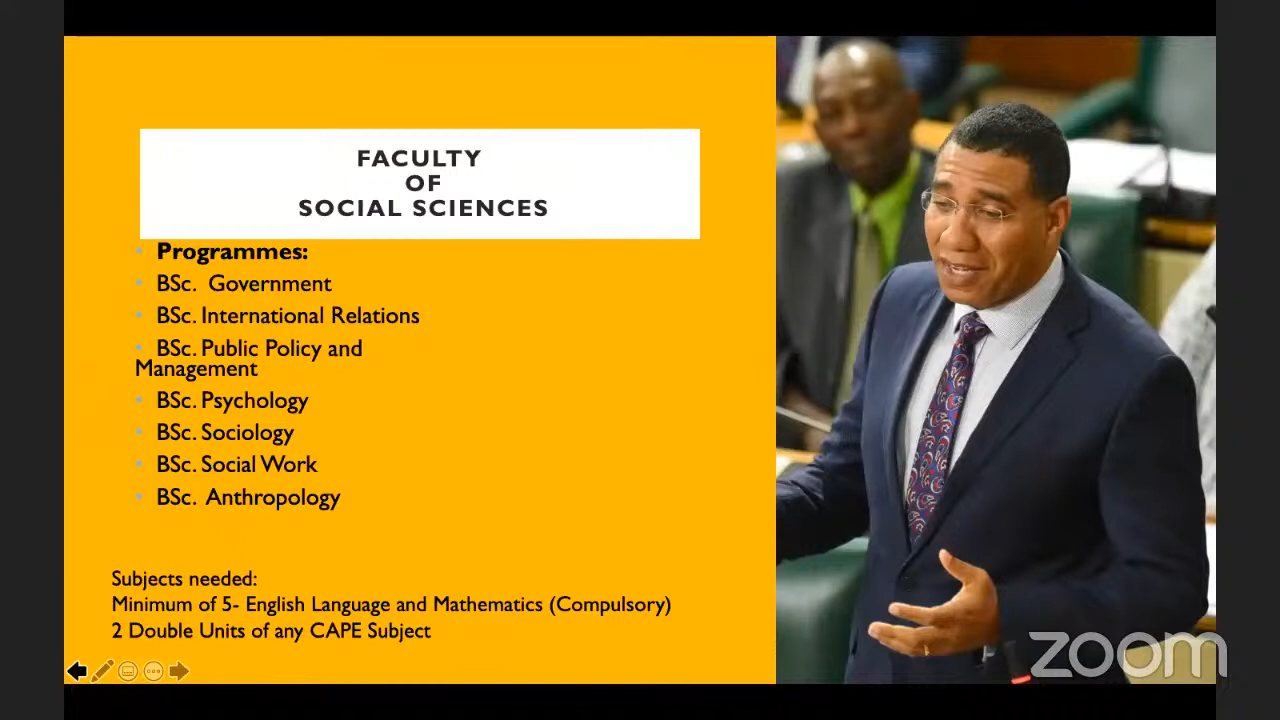 FACULTY
OF
SOCIAL SCIENCES
Programmes:
BSc. Government
BSc. International Relations
BSc. Public Policy and
Management
BSc. Psychology
BSc. Sociology
BSc. Social Work
BSc. Anthropology
Subjects needed:
Minimum of 5- English Language and Mathematics (Compulsory)
2 Double Units of any CAPE Subject
zoom